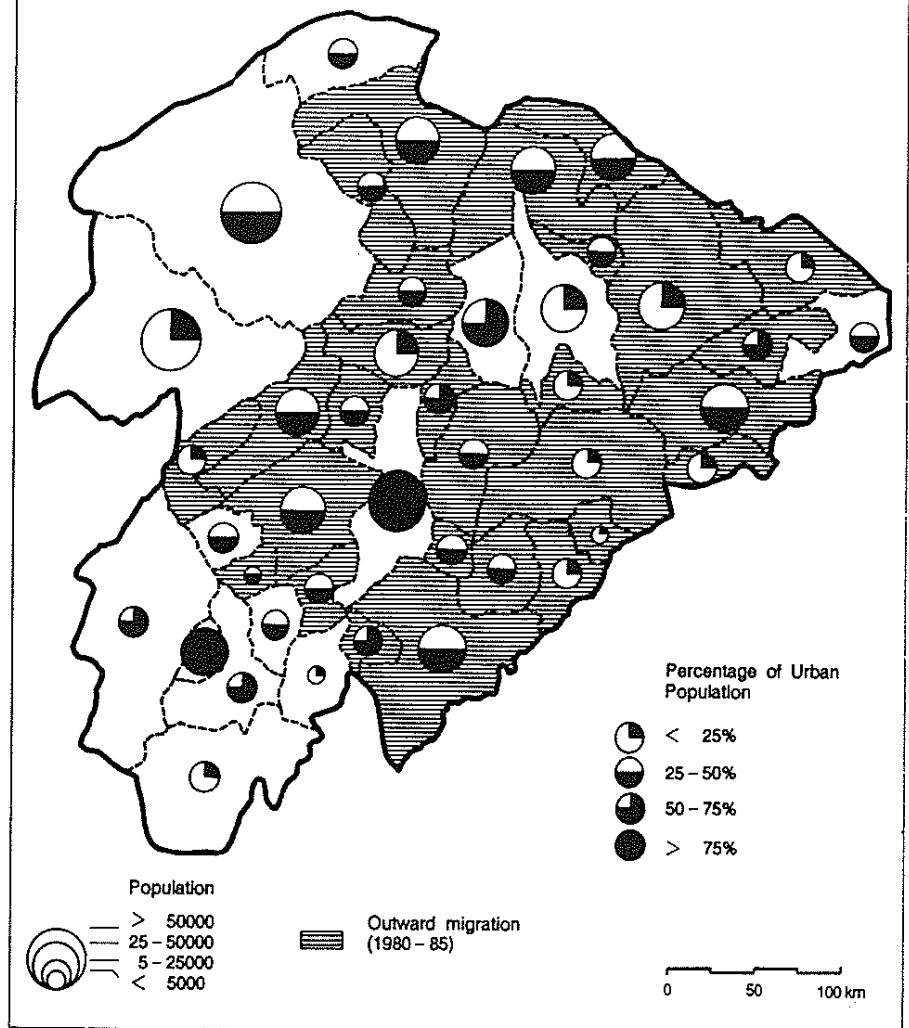 Percentage of Urban
Population
< 25%
25 – 50%
50 – 75%
> 75%
Population
> 50000
25 – 50000
5 – 25000
< 5000
Outward migration
(1980 – 85)
0 50 100 km